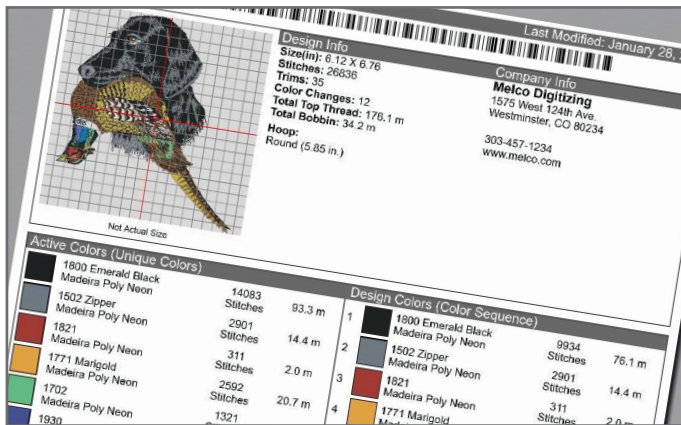 Last Modified: January 28,
Design Info
Size(in): 6.12 X 6.76
Stitches: 26836
Trims: 35
Color Changes: 12
Total Top Thread: 178.1 m
Total Bobbin: 34.2 m
Hoop:
Round (5.85 in.)
Company Info
Melco Digitizing
1575 West 124th Ave.
Westminster, CO 80234
303-457-1234
www.melco.com
Not Actual Size
Active Colors (Unique Colors)
1800 Emerald Black 14083 93.3 m
Madeira Poly Neon Stitches
1502 Zipper 2901 14.4 m
Madeira Poly Neon Stitches
1821 311 2.0 m
Madeira Poly Neon Stitches
1771 Marigold 2592 20.7 m
Madeira Poly Neon Stitches
1702 1321
Madeira Poly Neon
1930
Design Colors (Color Sequence)
1 1800 Emerald Black 9934 76.1 m
Madeira Poly Neon Stitches
2 1502 Zipper 2901 14.4 m
Madeira Poly Neon Stitches
3 1821 311 2.0 m
Madeira Poly Neon Stitches
4 1771 Marigold